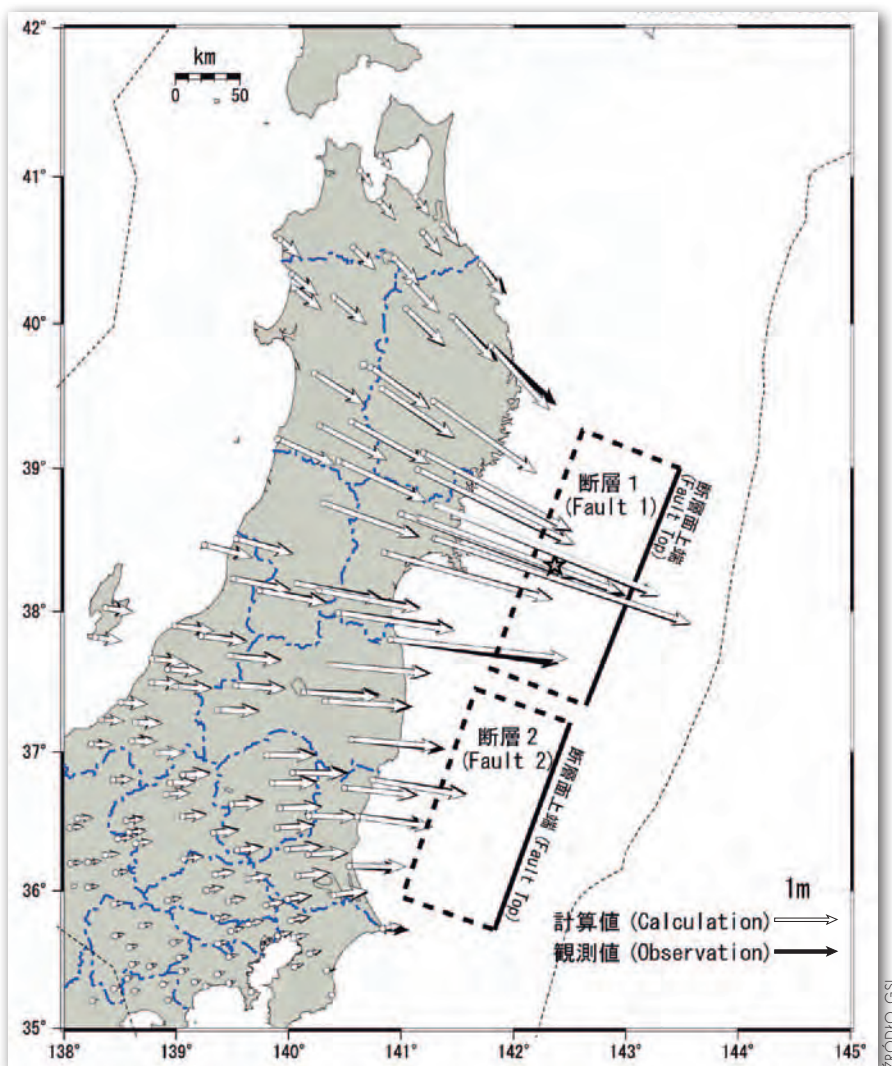 42°
km
0 50
41°
40°
39°
断層 1
(Fault 1)
断層面上端
(Fault Top)
38°
37°
断層 2
(Fault 2)
断層面上端 (Fault Top)
36°
1m
計算値 (Calculation)
観測値 (Observation)
35°
138° 139° 140° 141° 142° 143° 144° 145°
ŹRÓDŁO: GSI